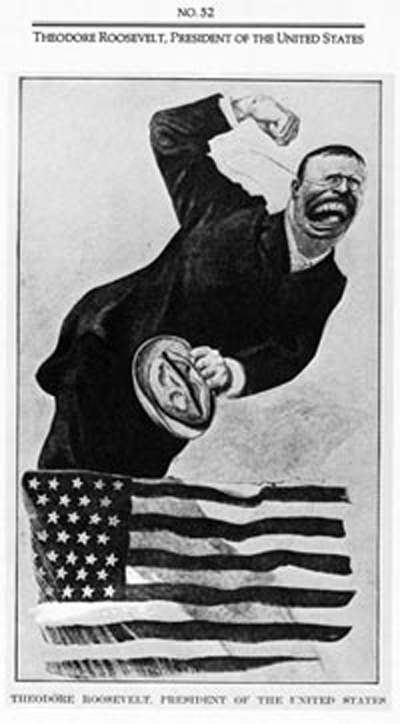 NO. 52
THEODORE ROOSEVELT, PRESIDENT OF THE UNITED STATES
THEODORE ROOSEVELT, PRESIDENT OF THE UNITED STATES